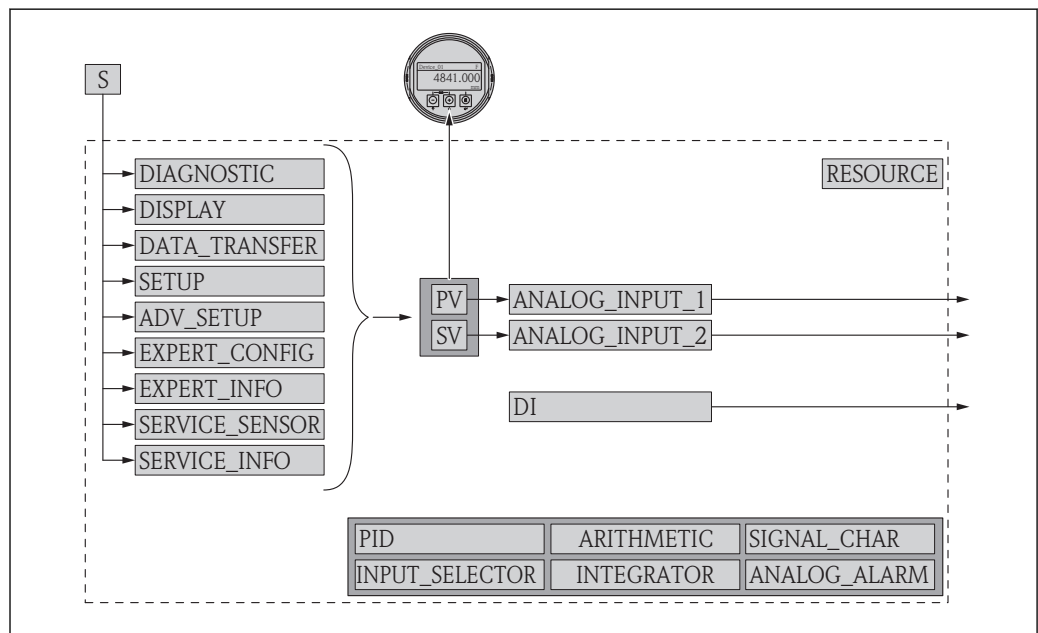 Device_01 F
4841.000
mm
S
DIAGNOSTIC
RESOURCE
DISPLAY
DATA_TRANSFER
SETUP
PV
ANALOG_INPUT_1
ADV_SETUP
SV
ANALOG_INPUT_2
EXPERT_CONFIG
EXPERT_INFO
DI
SERVICE_SENSOR
SERVICE_INFO
PID ARITHMETIC SIGNAL_CHAR
INPUT_SELECTOR INTEGRATOR ANALOG_ALARM